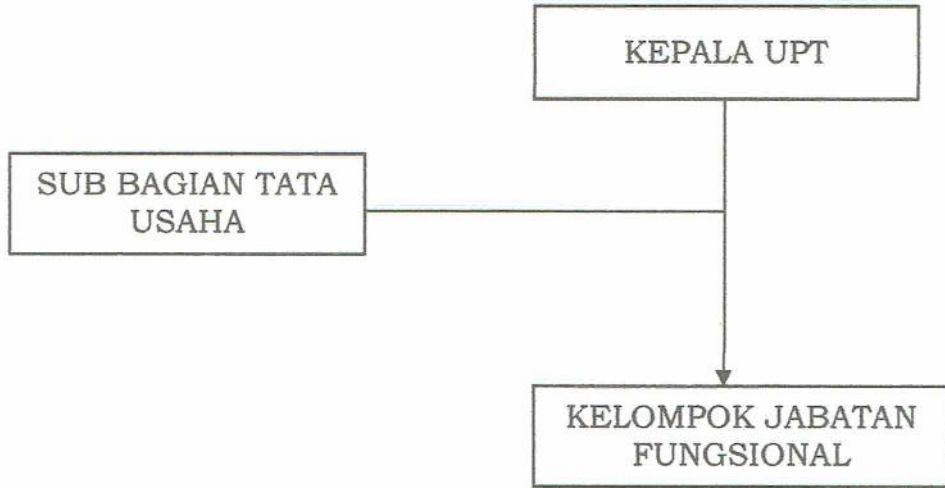 KEPALA UPT
SUB BAGIAN TATA
USAHA
KELOMPOK JABATAN
FUNGSIONAL